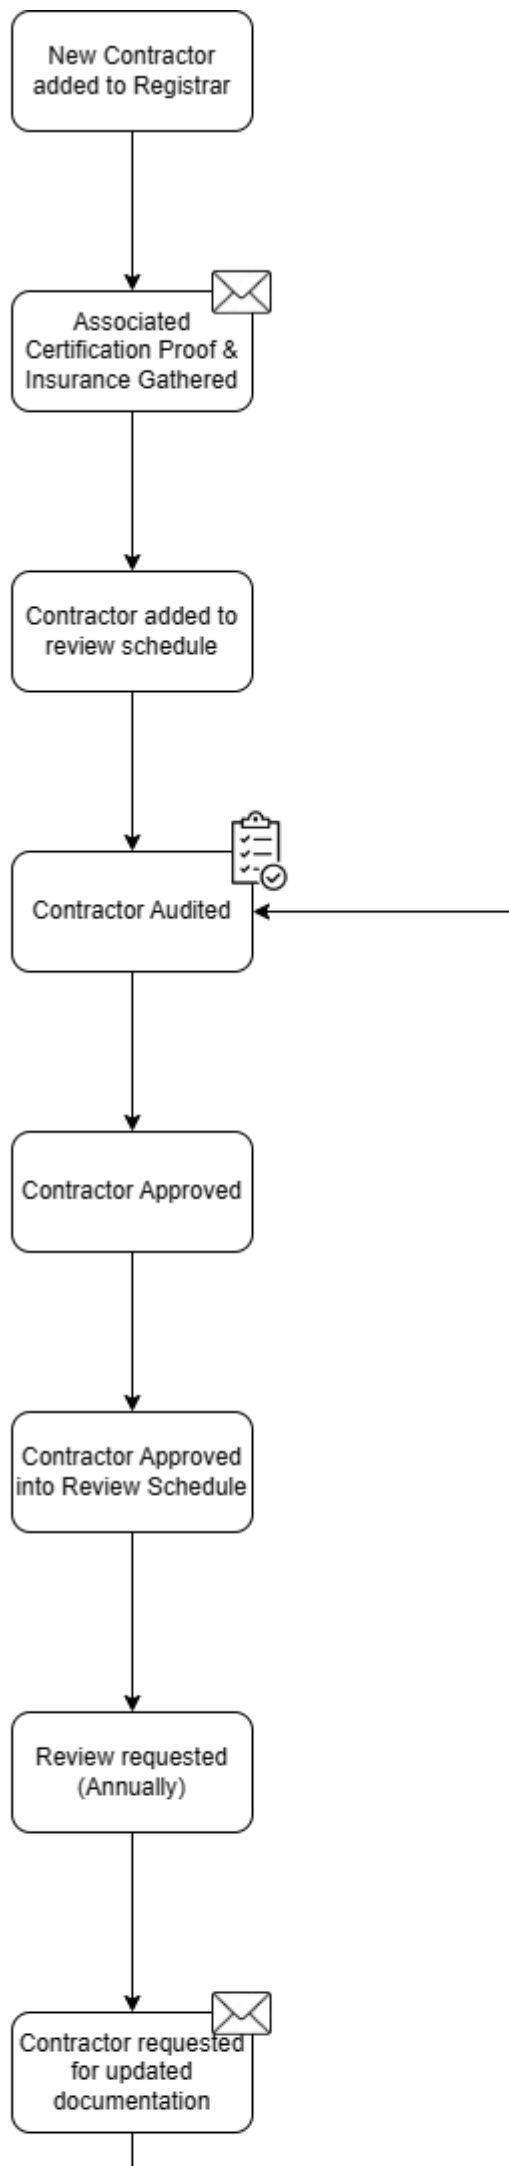 New Contractor
added to Registrar
Associated
Certification Proof &
Insurance Gathered
Contractor added to
review schedule
Contractor Audited
Contractor Approved
Contractor Approved
into Review Schedule
Review requested
(Annually)
Contractor requested
for updated
documentation